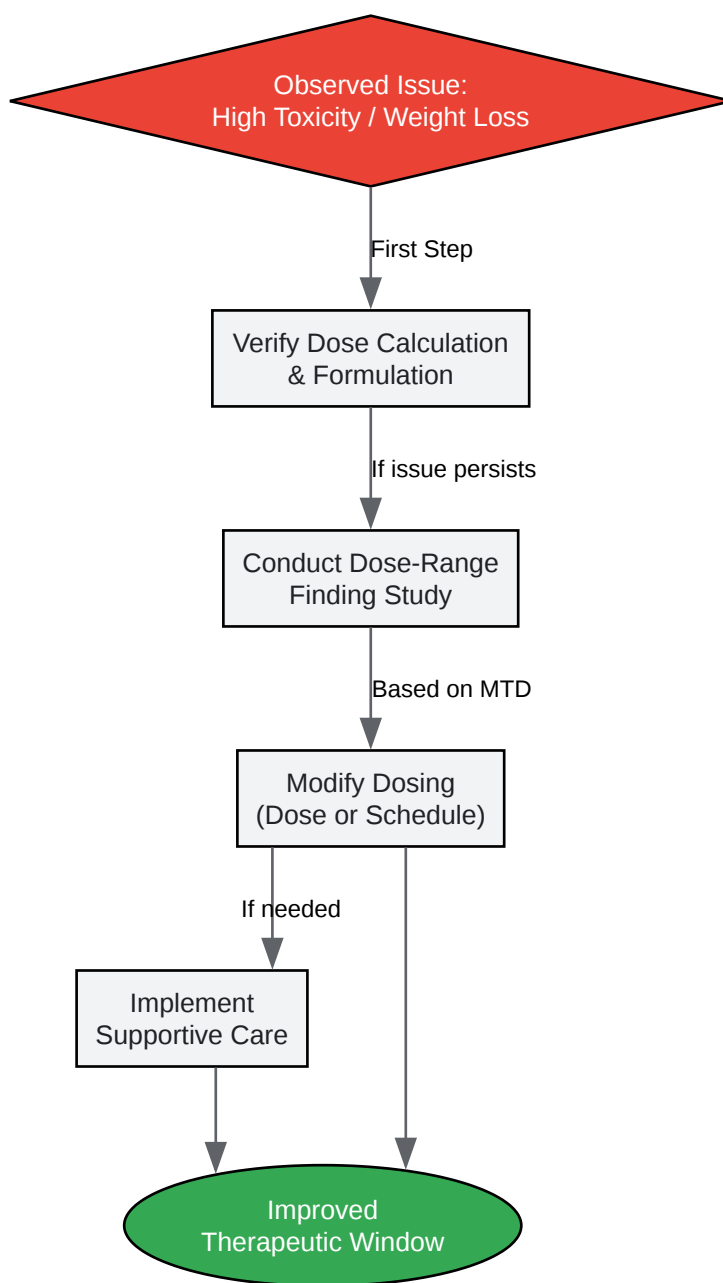 Observed Issue:
High Toxicity / Weight Loss
First Step
Verify Dose Calculation
& Formulation
If issue persists
Conduct Dose-Range
Finding Study
Based on MTD
Modify Dosing
(Dose or Schedule)
If needed
Implement
Supportive Care
Improved
Therapeutic Window